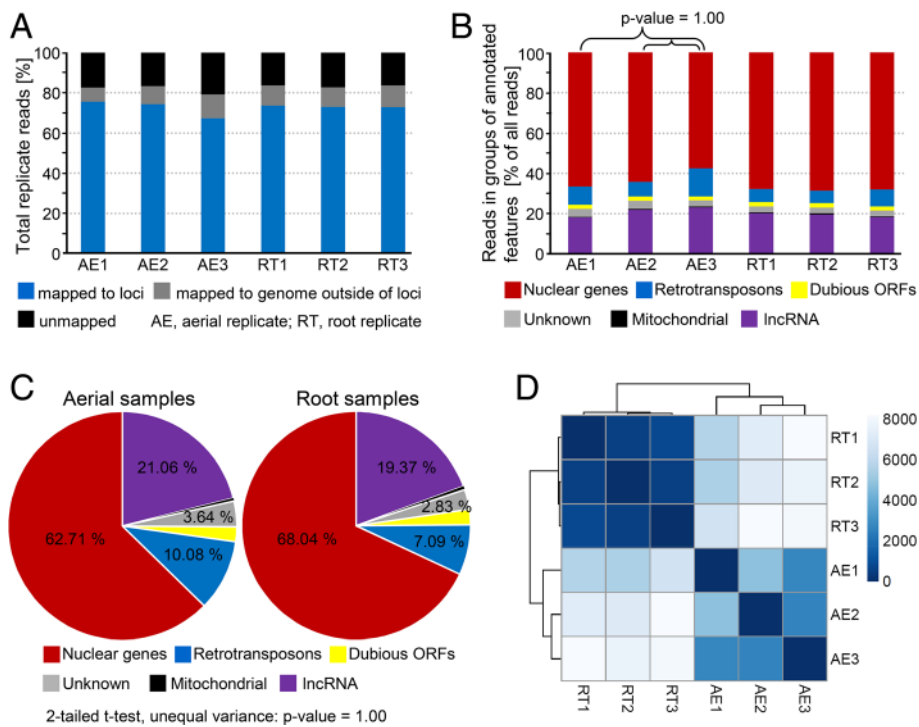 A
Total replicate reads [%]
100
80
60
40
20
0
AE1 AE2 AE3 RT1 RT2 RT3
mapped to loci mapped to genome outside of loci
unmapped AE, aerial replicate; RT, root replicate
B
p-value = 1.00
Reads in groups of annotated
features [% of all reads]
100
80
60
40
20
0
AE1 AE2 AE3 RT1 RT2 RT3
Nuclear genes Retrotransposons Dubious ORFs
Unknown Mitochondrial lncRNA
C
Aerial samples Root samples
21.06 %
3.64 %
10.08 %
62.71 %
19.37 %
2.83 %
7.09 %
68.04 %
Nuclear genes Retrotransposons Dubious ORFs
Unknown Mitochondrial lncRNA
2-tailed t-test, unequal variance: p-value = 1.00
D
RT1
RT2
RT3
AE1
AE2
AE3
RT1 RT2 RT3 AE1 AE2 AE3
8000
6000
4000
2000
0